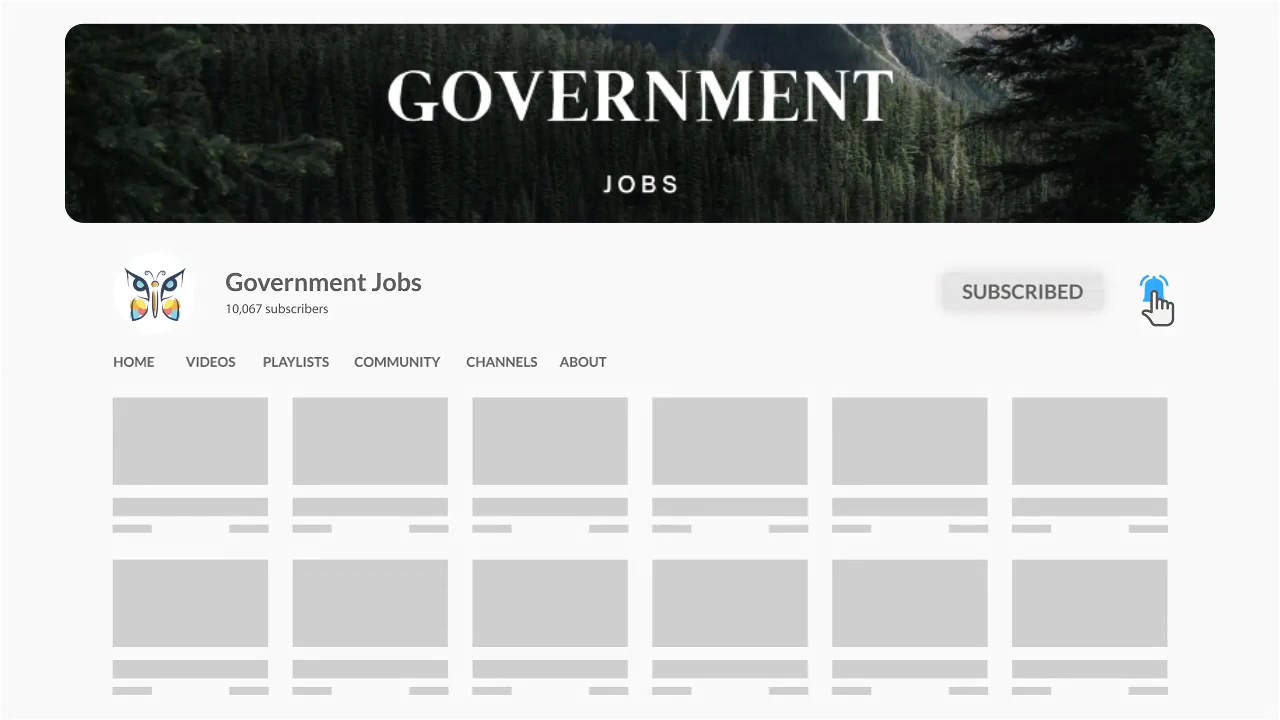 GOVERNMENT
JOBS
Government Jobs
10,067 subscribers
SUBSCRIBED
HOME VIDEOS PLAYLISTS COMMUNITY CHANNELS ABOUT